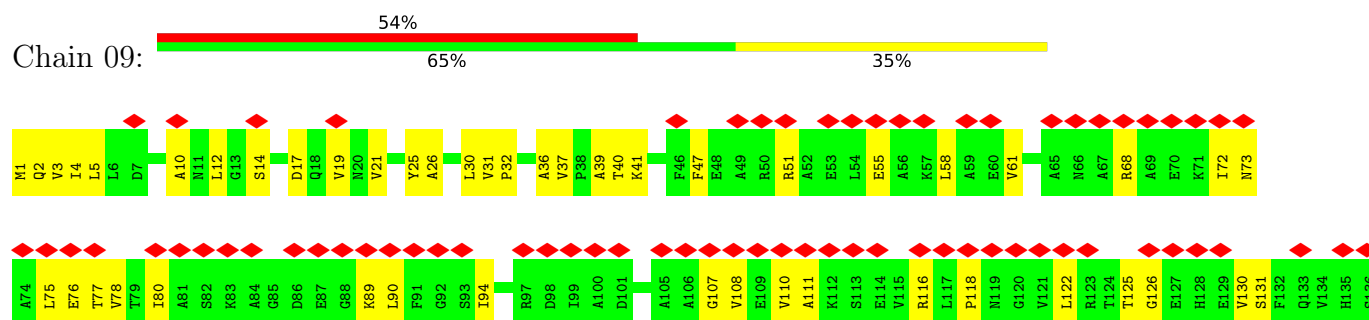 54%
Chain 09:
65% 35%
M1 Q2 V3 I4 L5 L6 D7 A10 N11 L12 G13 S14 D17 Q18 V19 N20 V21 Y25 A26 L30 V31 P32 A36 V37 P38 A39 T40 K41 F46 F47 E48 A49 R50 R51 A52 E53 L54 E55 A56 K57 L58 A59 E60 V61 A65 N66 A67 R68 A69 E70 K71 I72 N73
A74 L75 E76 T77 V78 T79 I80 A81 S82 K83 A84 G85 D86 E87 G88 K89 L90 F91 G92 S93 I94 R97 D98 I99 A100 D101 A105 A106 G107 V108 E109 V110 A111 K112 S113 E114 V115 R116 L117 P118 N119 G120 V121 L122 R123 T124 T125 G126 E127 H128 E129 V130 S131 F132 Q133 V134 H135